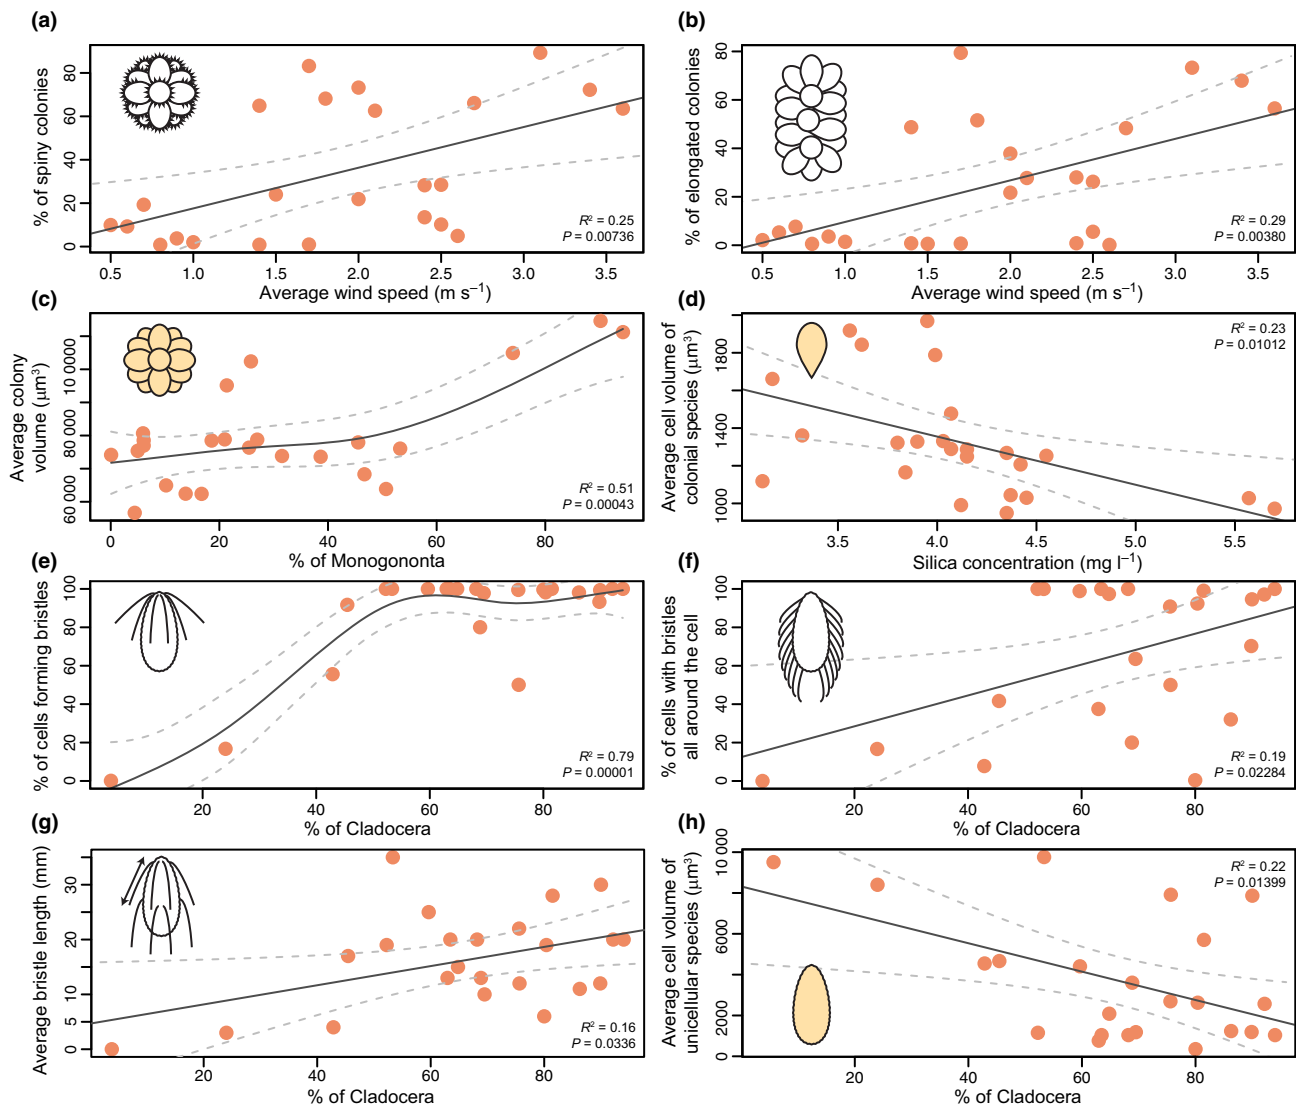 (a)
% of spiny colonies
80
60
40
20
0
R² = 0.25
P = 0.00736
0.5 1.0 1.5 2.0 2.5 3.0 3.5
Average wind speed (m s⁻¹)
(b)
% of elongated colonies
80
60
40
20
0
R² = 0.29
P = 0.00380
0.5 1.0 1.5 2.0 2.5 3.0 3.5
Average wind speed (m s⁻¹)
(c)
Average colony
volume (µm³)
10 0000
80 000
60 000
R² = 0.51
P = 0.00043
0 20 40 60 80
% of Monogononta
(d)
Average cell volume of
colonial species (µm³)
1800
1400
1000
R² = 0.23
P = 0.01012
3.5 4.0 4.5 5.0 5.5
Silica concentration (mg l⁻¹)
(e)
% of cells forming bristles
100
80
60
40
20
0
R² = 0.79
P = 0.00001
20 40 60 80
% of Cladocera
(f)
% of cells with bristles
all around the cell
100
80
60
40
20
0
R² = 0.19
P = 0.02284
20 40 60 80
% of Cladocera
(g)
Average bristle length (mm)
30
20
10
5
0
R² = 0.16
P = 0.0336
20 40 60 80
% of Cladocera
(h)
Average cell volume of
unicellular species (µm³)
10 000
6000
2000
0
R² = 0.22
P = 0.01399
20 40 60 80
% of Cladocera